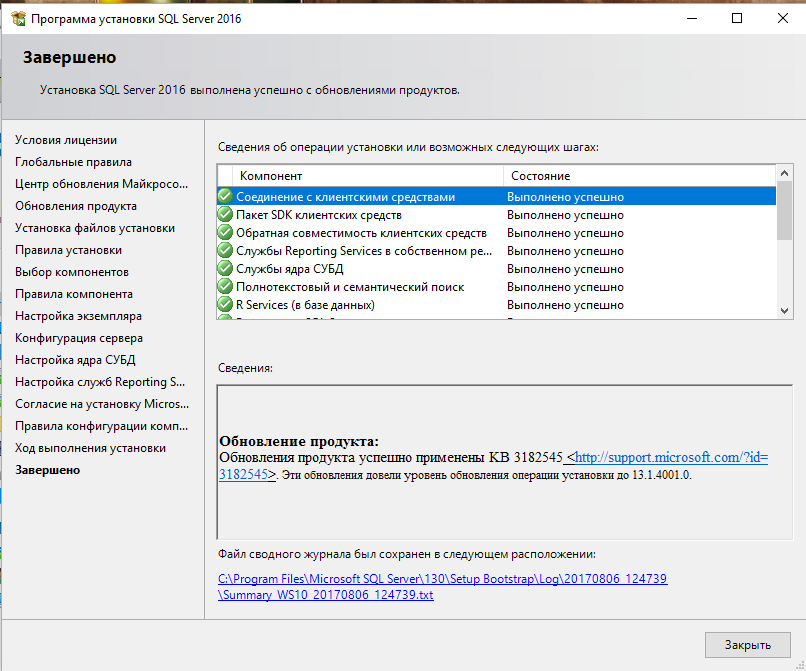 Программа установки SQL Server 2016
Завершено
Установка SQL Server 2016 выполнена успешно с обновлениями продуктов.
Условия лицензии
Глобальные правила
Центр обновления Майкросо...
Обновления продукта
Установка файлов установки
Правила установки
Выбор компонентов
Правила компонента
Настройка экземпляра
Конфигурация сервера
Настройка ядра СУБД
Настройка служб Reporting S...
Согласие на установку Micros...
Правила конфигурации комп...
Ход выполнения установки
Завершено
Сведения об операции установки или возможных следующих шагах:
Компонент Состояние
Соединение с клиентскими средствами Выполнено успешно
Пакет SDK клиентских средств Выполнено успешно
Обратная совместимость клиентских средств Выполнено успешно
Службы Reporting Services в собственном ре... Выполнено успешно
Службы ядра СУБД Выполнено успешно
Полнотекстовый и семантический поиск Выполнено успешно
R Services (в базе данных) Выполнено успешно
Сведения:
Обновление продукта:
Обновления продукта успешно применены KB 3182545 <http://support.microsoft.com/?id=
3182545>. Эти обновления довели уровень обновления операции установки до 13.1.4001.0.
Файл сводного журнала был сохранен в следующем расположении:
C:\Program Files\Microsoft SQL Server\130\Setup Bootstrap\Log\20170806_124739
\Summary_WS10_20170806_124739.txt
Закрыть